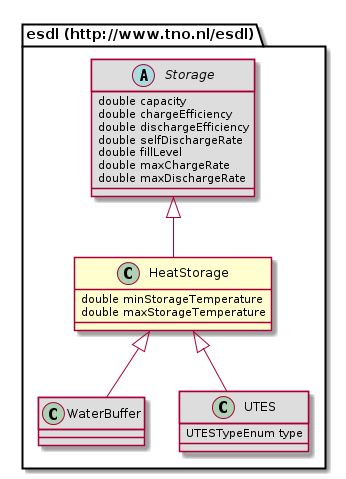 esdl (http://www.tno.nl/esdl)
A Storage
double capacity
double chargeEfficiency
double dischargeEfficiency
double selfDischargeRate
double fillLevel
double maxChargeRate
double maxDischargeRate
C HeatStorage
double minStorageTemperature
double maxStorageTemperature
C WaterBuffer
C UTES
UTESTypeEnum type